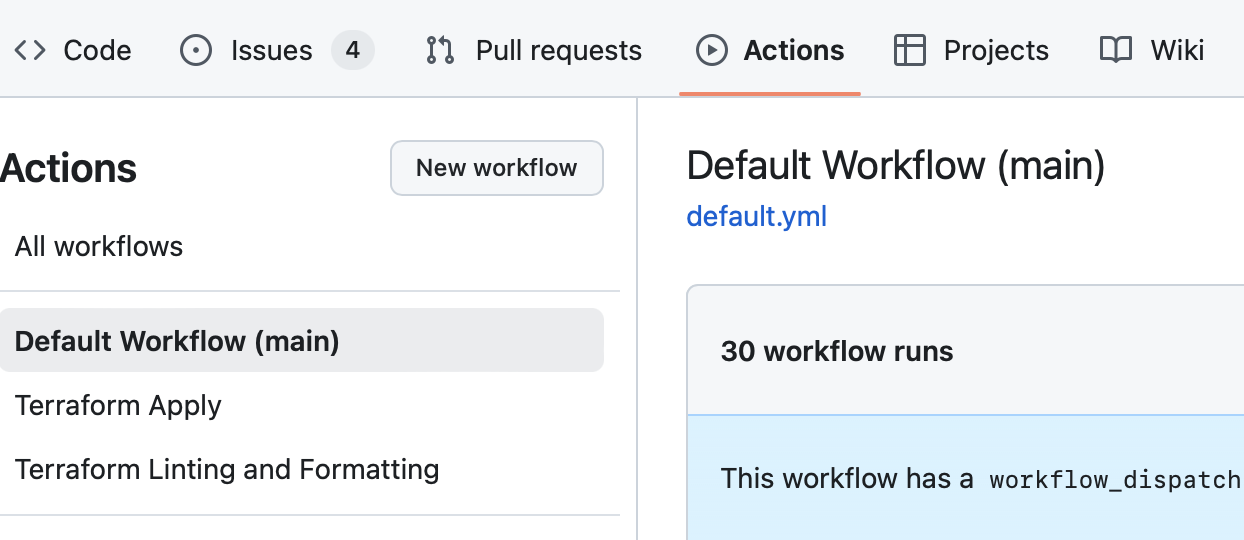 Code Issues 4 Pull requests Actions Projects Wiki
Actions
New workflow
All workflows
Default Workflow (main)
Terraform Apply
Terraform Linting and Formatting
Default Workflow (main)
default.yml
30 workflow runs
This workflow has a workflow_dispatch